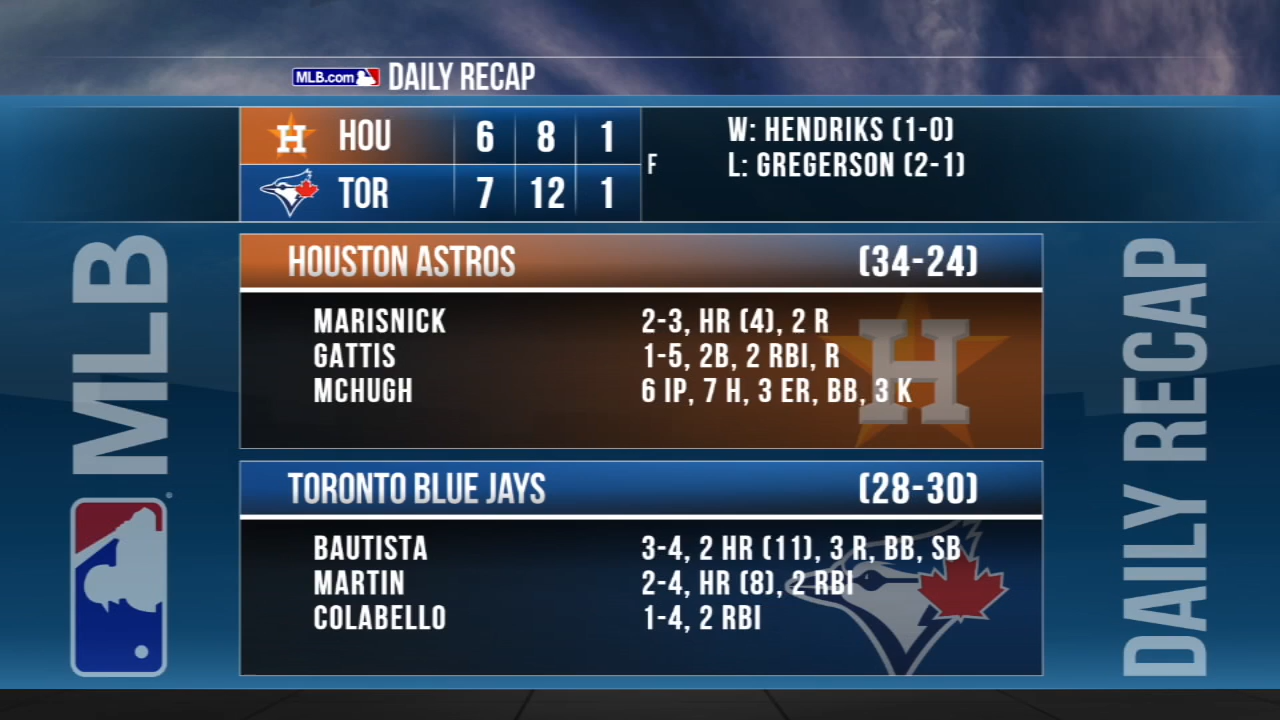 MLB.com DAILY RECAP
H HOU 6 8 1
TOR 7 12 1
F
W: HENDRIKS (1-0)
L: GREGERSON (2-1)
MLB
HOUSTON ASTROS (34-24)
MARISNICK 2-3, HR (4), 2 R
GATTIS 1-5, 2B, 2 RBI, R
MCHUGH 6 IP, 7 H, 3 ER, BB, 3 K
H
TORONTO BLUE JAYS (28-30)
BAUTISTA 3-4, 2 HR (11), 3 R, BB, SB
MARTIN 2-4, HR (8), 2 RBI
COLABELLO 1-4, 2 RBI
DAILY RECAP